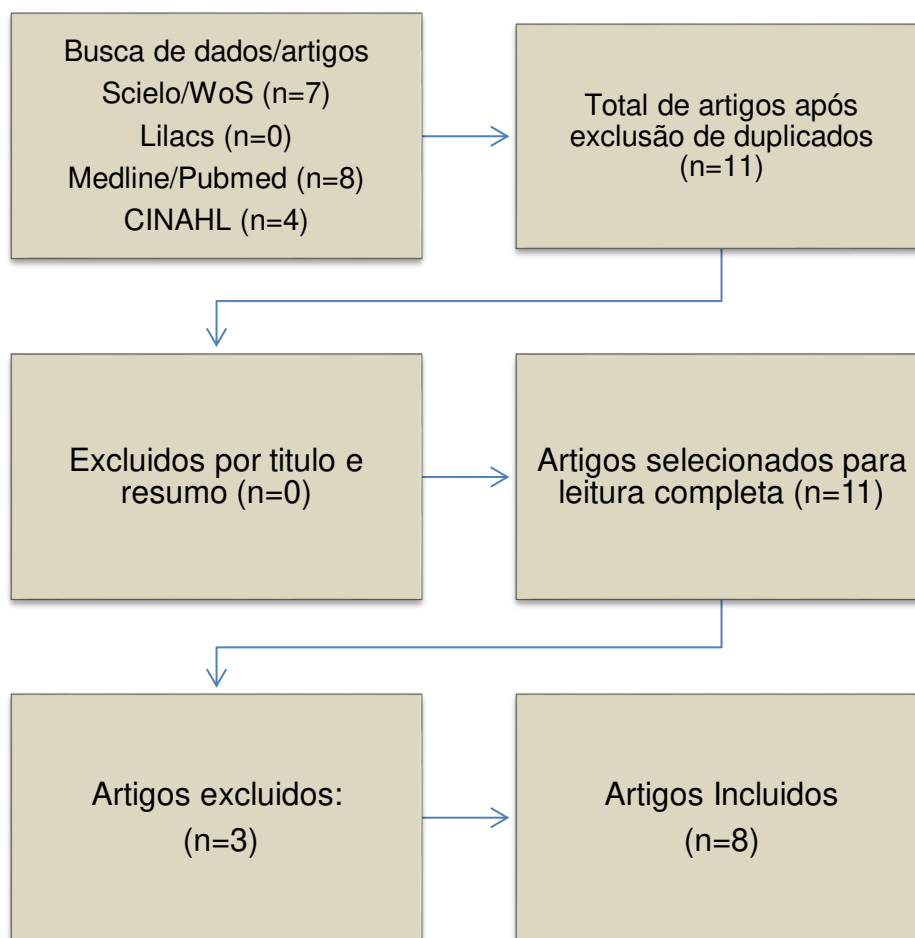 Busca de dados/artigos
Scielo/WoS (n=7)
Lilacs (n=0)
Medline/Pubmed (n=8)
CINAHL (n=4)
Total de artigos após
exclusão de duplicados
(n=11)
Excluidos por titulo e
resumo (n=0)
Artigos selecionados para
leitura completa (n=11)
Artigos excluidos:
(n=3)
Artigos Incluidos
(n=8)